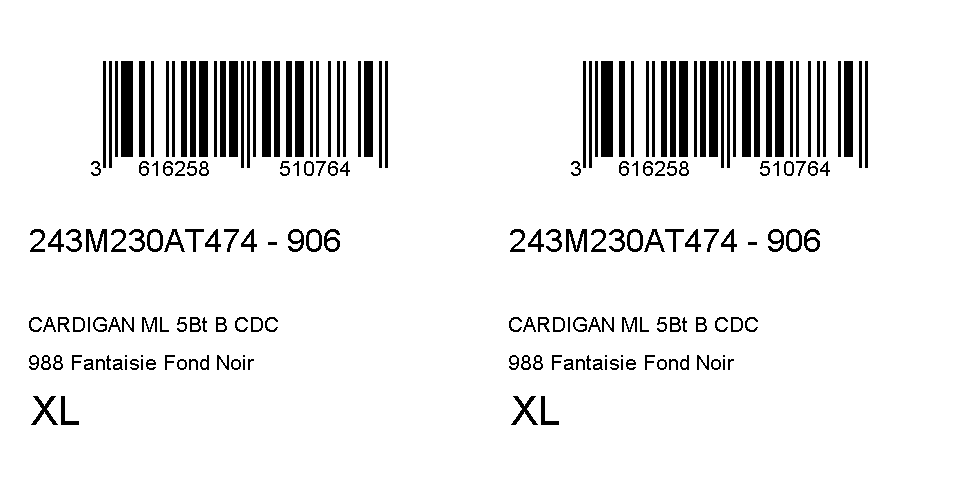 3 616258 510764
243M230AT474 - 906
CARDIGAN ML 5Bt B CDC
988 Fantaisie Fond Noir
XL
3 616258 510764
243M230AT474 - 906
CARDIGAN ML 5Bt B CDC
988 Fantaisie Fond Noir
XL